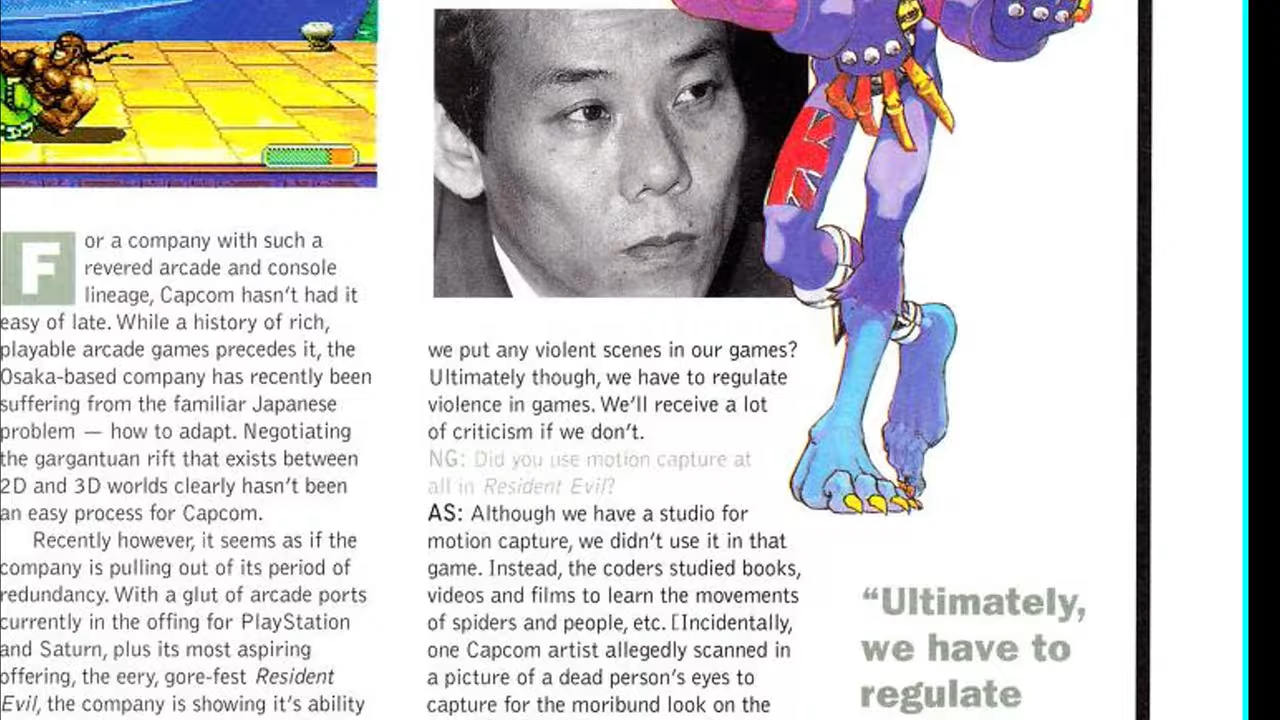 For a company with such a
revered arcade and console
lineage, Capcom hasn't had it
easy of late. While a history of rich,
playable arcade games precedes it, the
Osaka-based company has recently been
suffering from the familiar Japanese
problem — how to adapt. Negotiating
the gargantuan rift that exists between
2D and 3D worlds clearly hasn't been
an easy process for Capcom.
Recently however, it seems as if the
company is pulling out of its period of
redundancy. With a glut of arcade ports
currently in the offing for PlayStation
and Saturn, plus its most aspiring
offering, the eery, gore-fest Resident
Evil, the company is showing it's ability
we put any violent scenes in our games?
Ultimately though, we have to regulate
violence in games. We'll receive a lot
of criticism if we don't.
NG: Did you use motion capture at
all in Resident Evil?
AS: Although we have a studio for
motion capture, we didn't use it in that
game. Instead, the coders studied books,
videos and films to learn the movements
of spiders and people, etc. [Incidentally,
one Capcom artist allegedly scanned in
a picture of a dead person's eyes to
capture for the moribund look on the
“Ultimately,
we have to
regulate